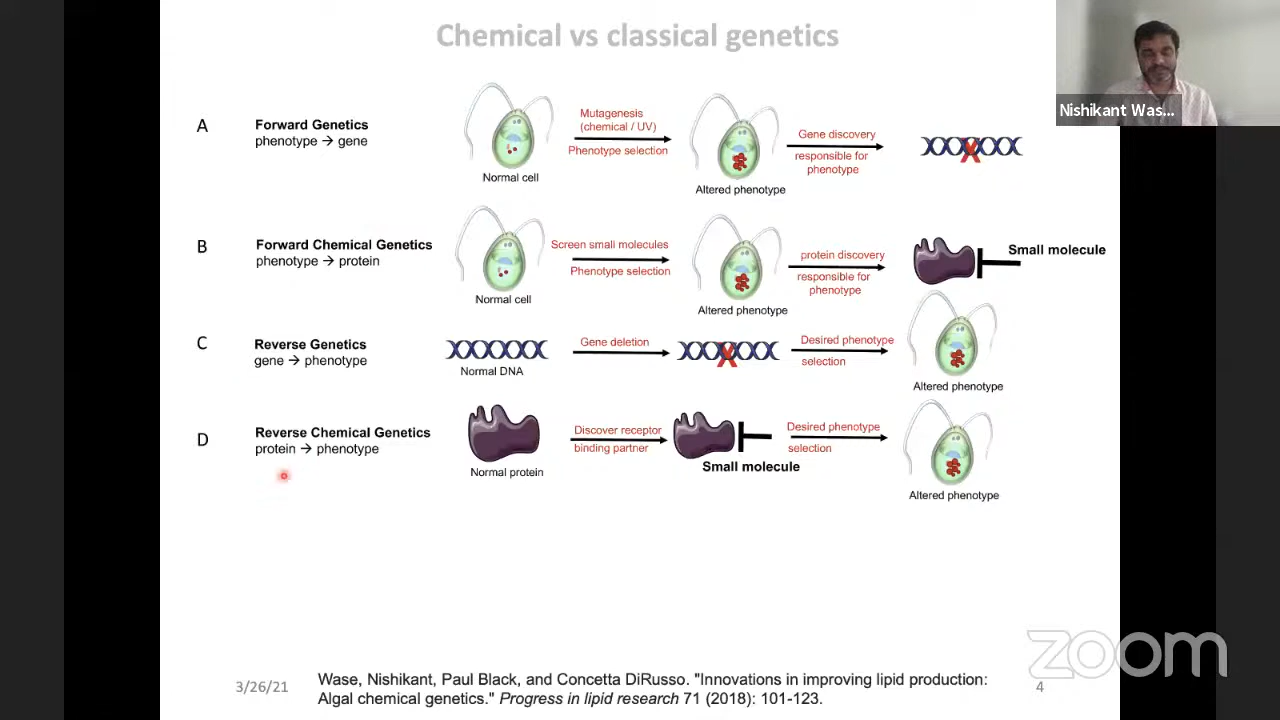 Chemical vs classical genetics
Nishikant Was...
A
Forward Genetics
phenotype → gene
Normal cell
Mutagenesis
(chemical / UV)
Phenotype selection
Altered phenotype
Gene discovery
responsible for
phenotype
X
B
Forward Chemical Genetics
phenotype → protein
Normal cell
Screen small molecules
Phenotype selection
Altered phenotype
protein discovery
responsible for
phenotype
Small molecule
C
Reverse Genetics
gene → phenotype
Normal DNA
Gene deletion
X
Desired phenotype
selection
Altered phenotype
D
Reverse Chemical Genetics
protein → phenotype
Normal protein
Discover receptor
binding partner
Small molecule
Desired phenotype
selection
Altered phenotype
zoom
3/26/21
Wase, Nishikant, Paul Black, and Concetta DiRusso. "Innovations in improving lipid production:
Algal chemical genetics." Progress in lipid research 71 (2018): 101-123.
4